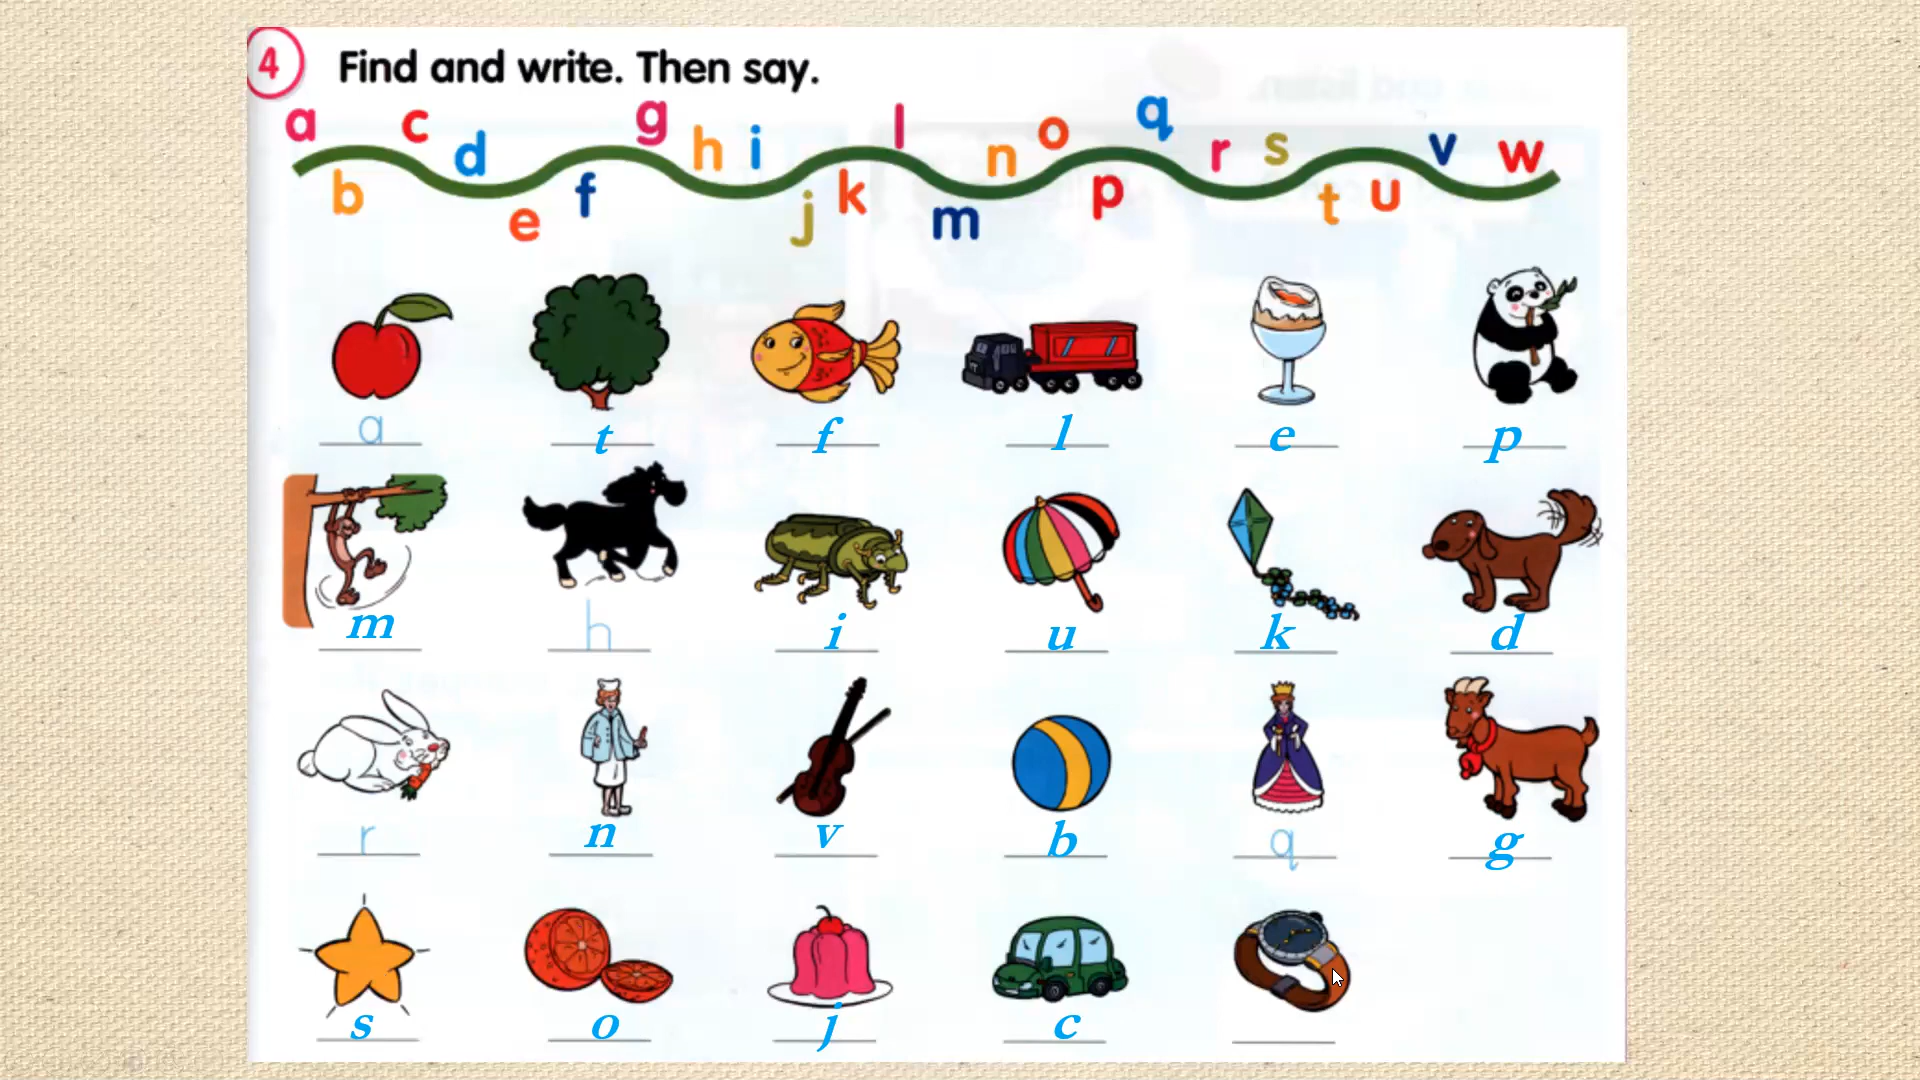 4 Find and write. Then say.
a b c d e f g h i j k l m n o p q r s t u v w
a t f l e p
m h i u k d
r n v b q g
s o j c